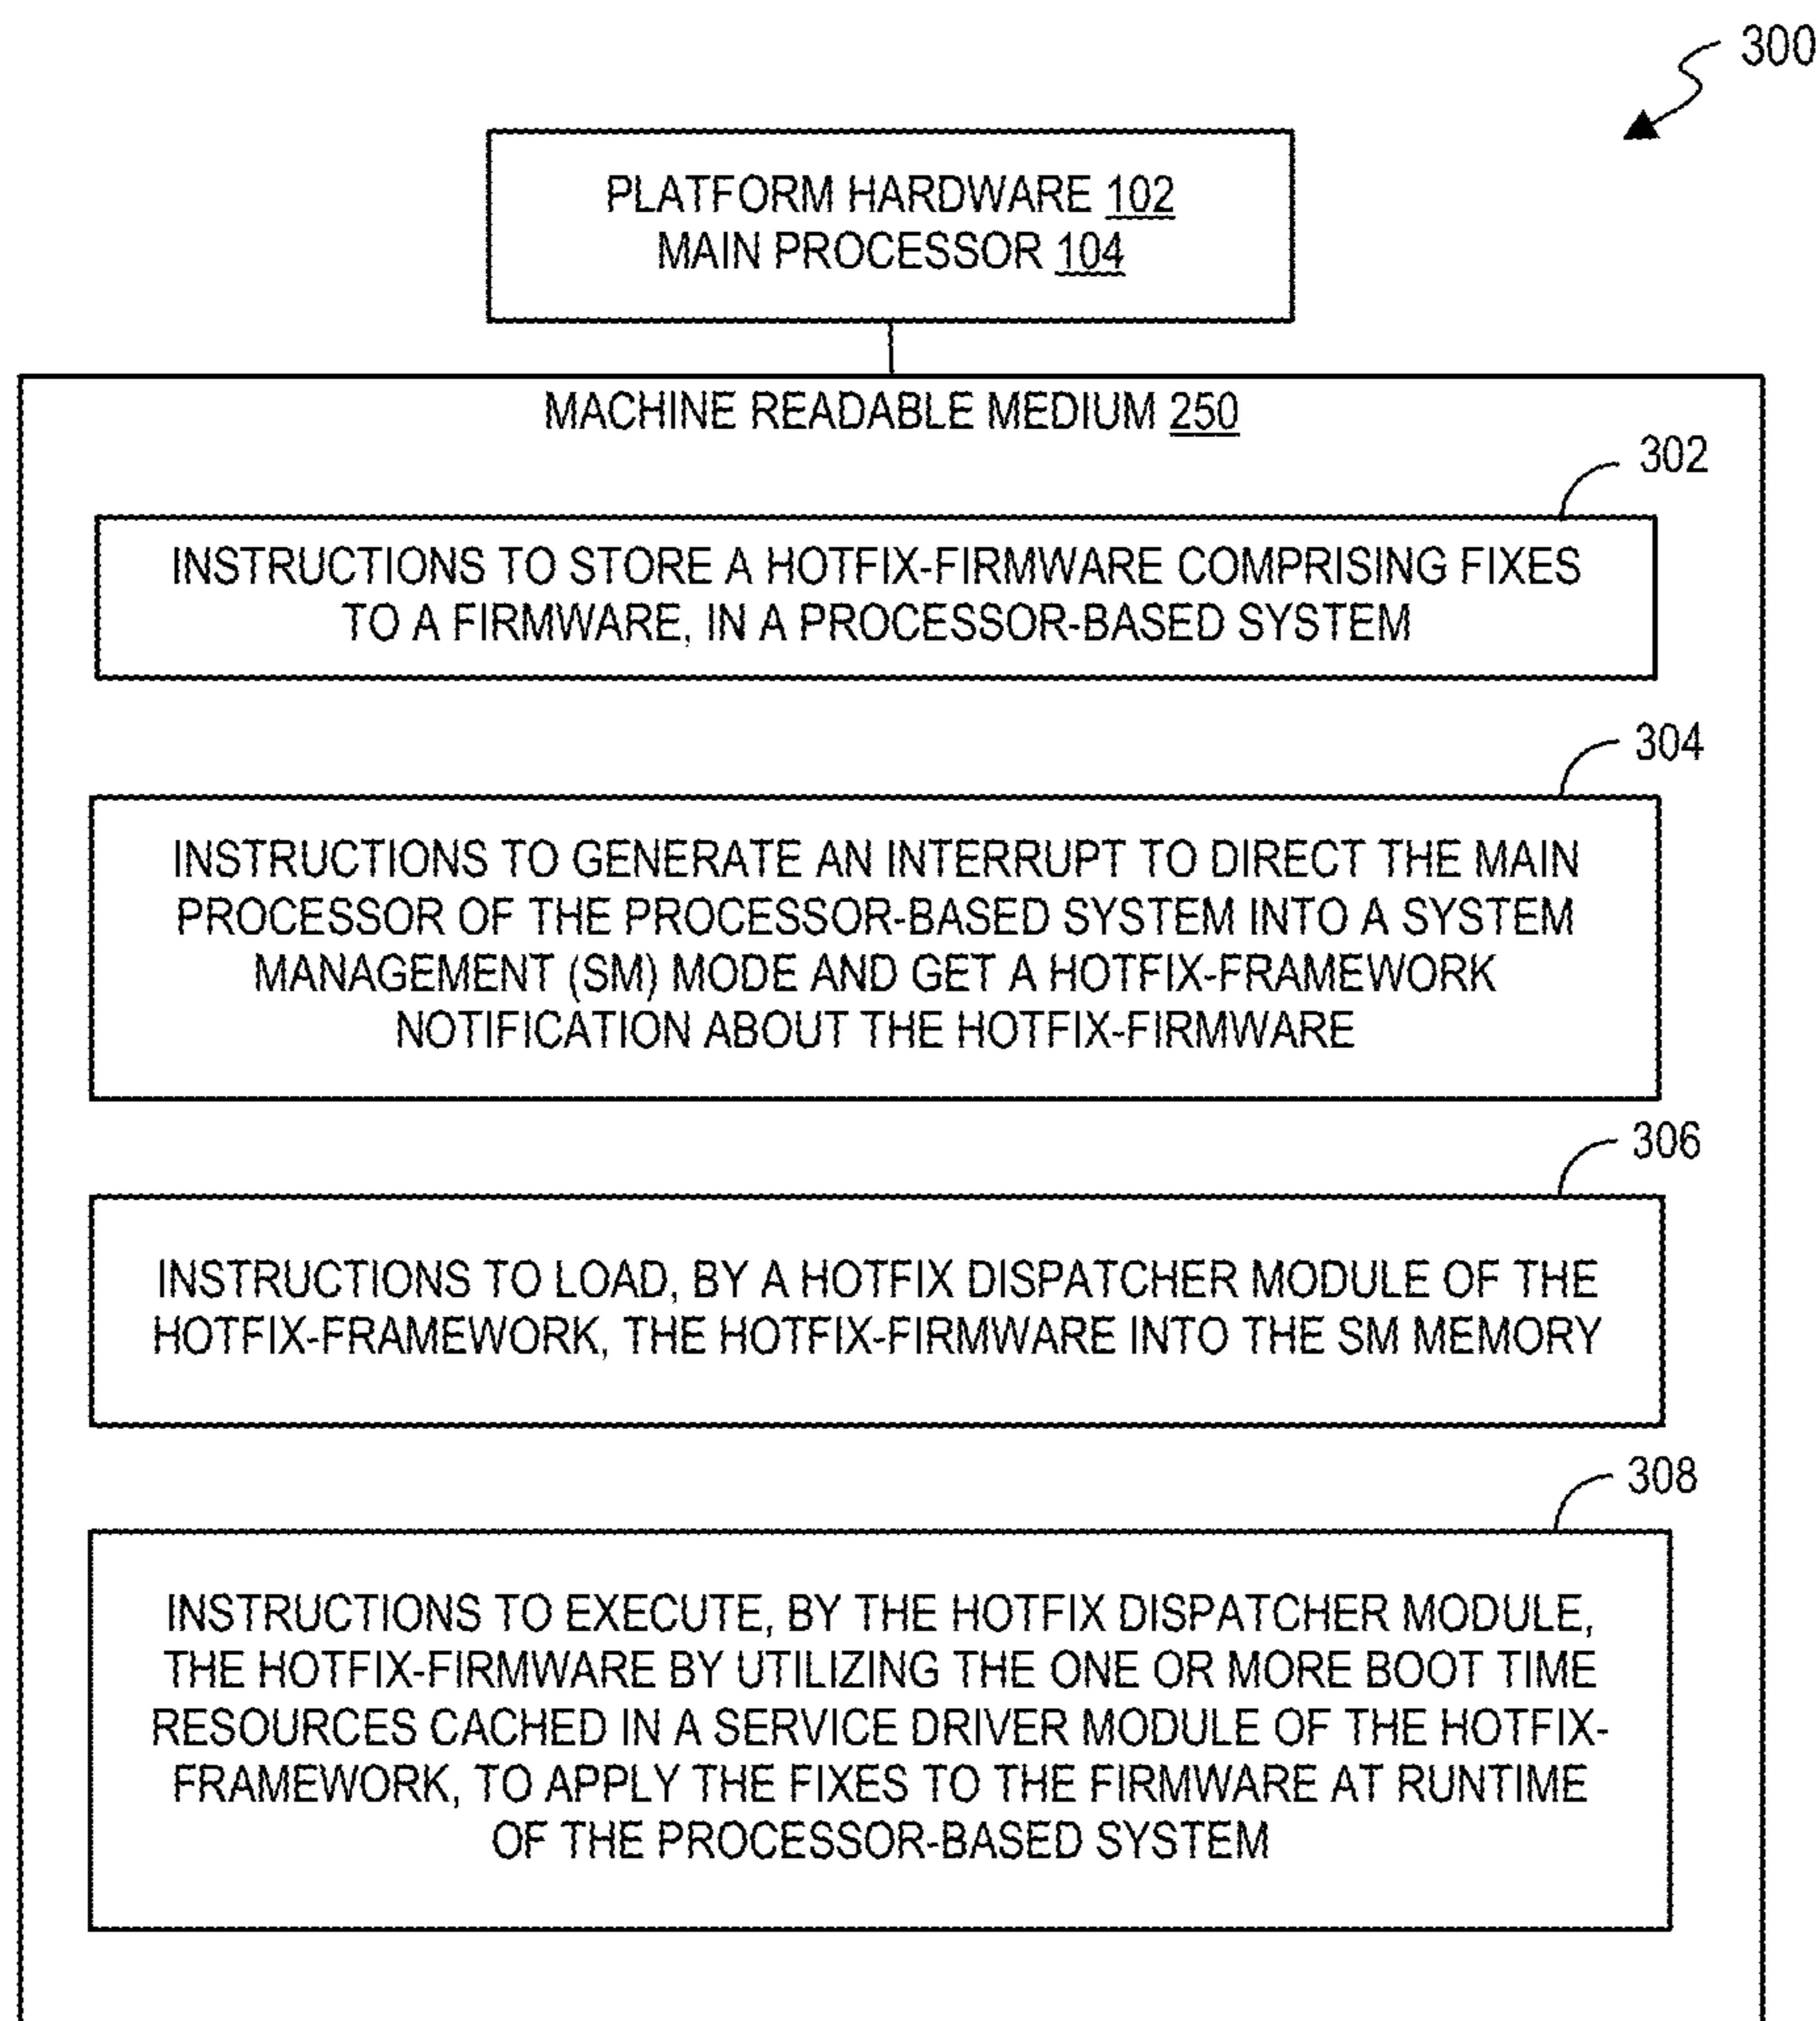 300
PLATFORM HARDWARE 102
MAIN PROCESSOR 104
MACHINE READABLE MEDIUM 250
302
INSTRUCTIONS TO STORE A HOTFIX-FIRMWARE COMPRISING FIXES
TO A FIRMWARE, IN A PROCESSOR-BASED SYSTEM
304
INSTRUCTIONS TO GENERATE AN INTERRUPT TO DIRECT THE MAIN
PROCESSOR OF THE PROCESSOR-BASED SYSTEM INTO A SYSTEM
MANAGEMENT (SM) MODE AND GET A HOTFIX-FRAMEWORK
NOTIFICATION ABOUT THE HOTFIX-FIRMWARE
306
INSTRUCTIONS TO LOAD, BY A HOTFIX DISPATCHER MODULE OF THE
HOTFIX-FRAMEWORK, THE HOTFIX-FIRMWARE INTO THE SM MEMORY
308
INSTRUCTIONS TO EXECUTE, BY THE HOTFIX DISPATCHER MODULE,
THE HOTFIX-FIRMWARE BY UTILIZING THE ONE OR MORE BOOT TIME
RESOURCES CACHED IN A SERVICE DRIVER MODULE OF THE HOTFIX-
FRAMEWORK, TO APPLY THE FIXES TO THE FIRMWARE AT RUNTIME
OF THE PROCESSOR-BASED SYSTEM